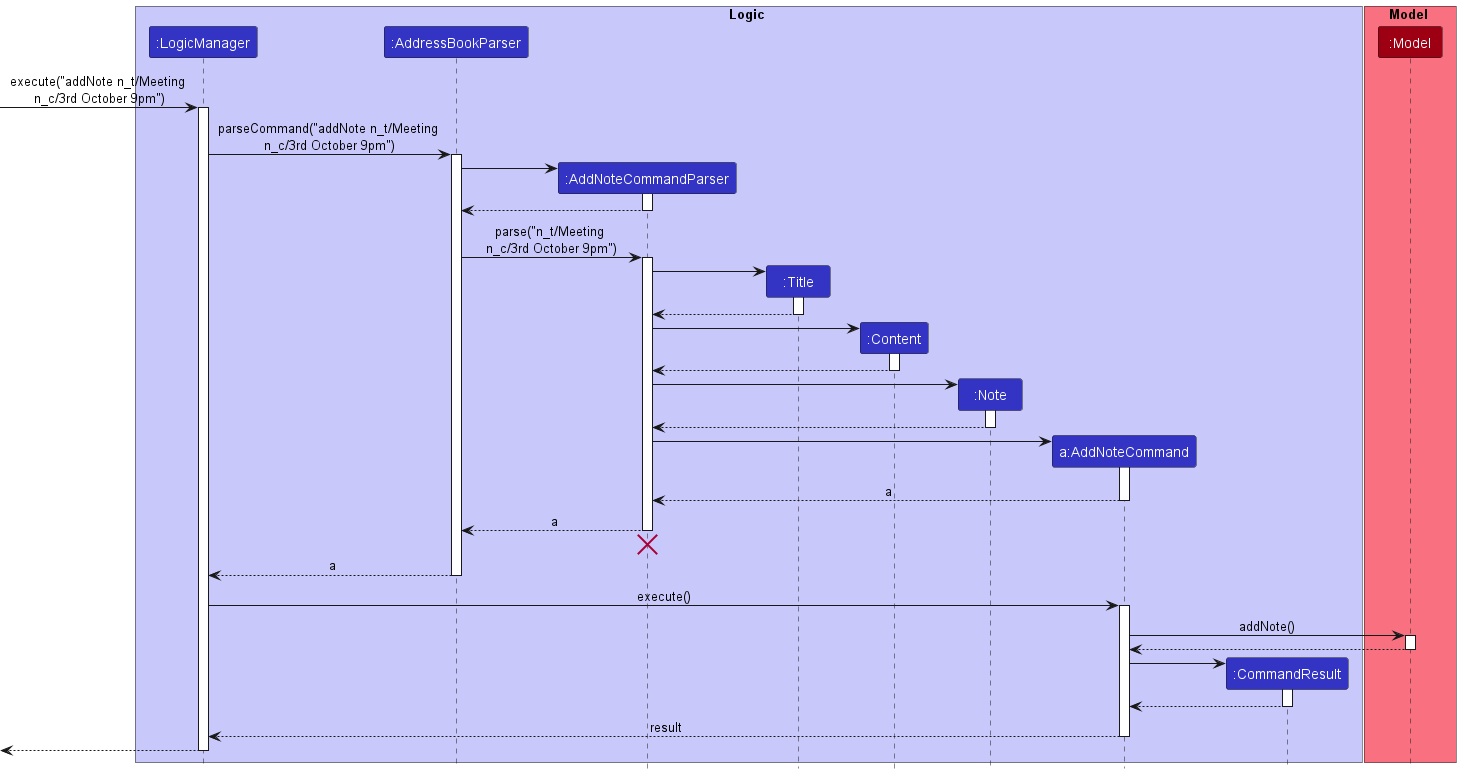 Logic
Model
:LogicManager
:AddressBookParser
:Model
execute("addNote n_t/Meeting
n_c/3rd October 9pm")
parseCommand("addNote n_t/Meeting
n_c/3rd October 9pm")
:AddNoteCommandParser
parse("n_t/Meeting
n_c/3rd October 9pm")
:Title
:Content
:Note
a:AddNoteCommand
a
a
a
execute()
addNote()
:CommandResult
result